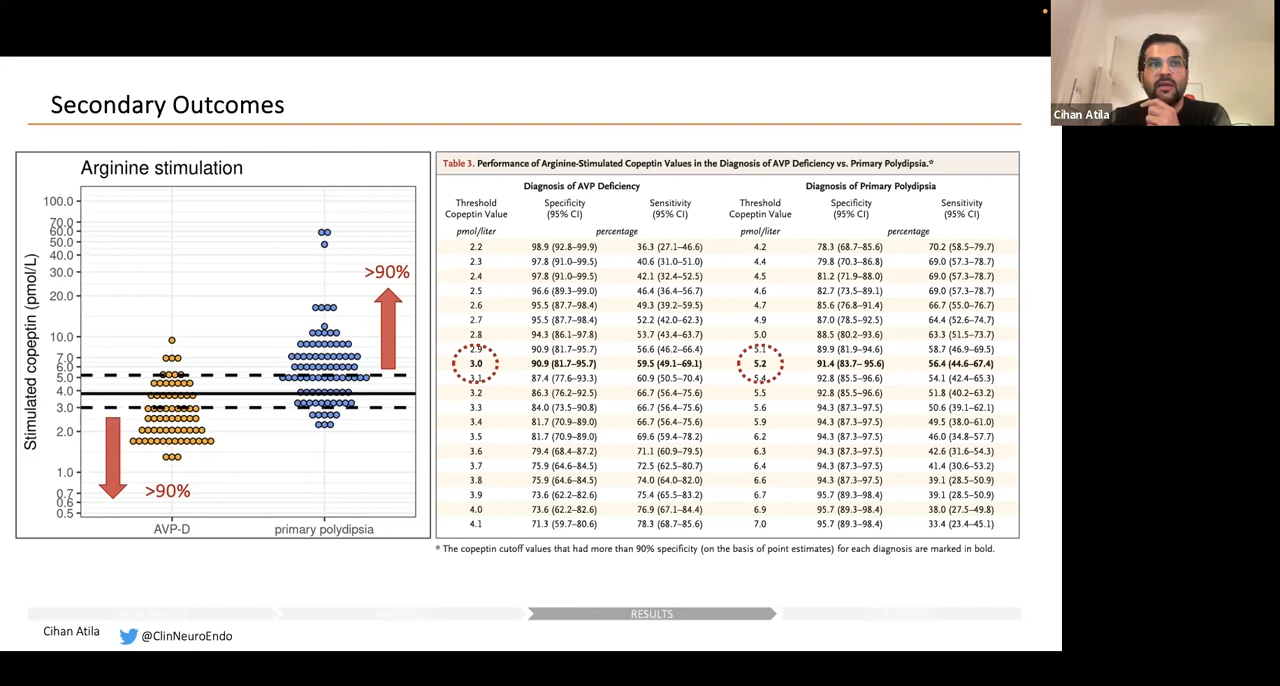 Cihan Atila
Secondary Outcomes
Arginine stimulation
Stimulated copeptin (pmol/L)
100.0
70.0
60.0
50.0
40.0
30.0
20.0
10.0
7.0
6.0
5.0
4.0
3.0
2.0
1.0
0.7
0.6
0.5
>90%
>90%
AVP-D primary polydipsia
Table 3. Performance of Arginine-Stimulated Copeptin Values in the Diagnosis of AVP Deficiency vs. Primary Polydipsia.*
Diagnosis of AVP Deficiency Diagnosis of Primary Polydipsia
Threshold Copeptin Value Specificity (95% CI) Sensitivity (95% CI) Threshold Copeptin Value Specificity (95% CI) Sensitivity (95% CI)
pmol/liter percentage pmol/liter percentage
2.2 98.9 (92.8–99.9) 36.3 (27.1–46.6) 4.2 78.3 (68.7–85.6) 70.2 (58.5–79.7)
2.3 97.8 (91.0–99.5) 40.6 (31.0–51.0) 4.4 79.8 (70.3–86.8) 69.0 (57.3–78.7)
2.4 97.8 (91.0–99.5) 42.1 (32.4–52.5) 4.5 81.2 (71.9–88.0) 69.0 (57.3–78.7)
2.5 96.6 (89.3–99.0) 46.4 (36.4–56.7) 4.6 82.7 (73.5–89.1) 69.0 (57.3–78.7)
2.6 95.5 (87.7–98.4) 49.3 (39.2–59.5) 4.7 85.6 (76.8–91.4) 66.7 (55.0–76.7)
2.7 95.5 (87.7–98.4) 52.2 (42.0–62.3) 4.9 87.0 (78.5–92.5) 64.4 (52.6–74.7)
2.8 94.3 (86.1–97.8) 53.7 (43.4–63.7) 5.0 88.5 (80.2–93.6) 63.3 (51.5–73.7)
2.9 90.9 (81.7–95.7) 56.6 (46.2–66.4) 5.1 89.9 (81.9–94.6) 58.7 (46.9–69.5)
3.0 90.9 (81.7–95.7) 59.5 (49.1–69.1) 5.2 91.4 (83.7– 95.6) 56.4 (44.6–67.4)
3.1 87.4 (77.6–93.3) 60.9 (50.5–70.4) 5.4 92.8 (85.5–96.6) 54.1 (42.4–65.3)
3.2 86.3 (76.2–92.5) 66.7 (56.4–75.6) 5.5 92.8 (85.5–96.6) 51.8 (40.2–63.2)
3.3 84.0 (73.5–90.8) 66.7 (56.4–75.6) 5.6 94.3 (87.3–97.5) 50.6 (39.1–62.1)
3.4 81.7 (70.9–89.0) 66.7 (56.4–75.6) 5.9 94.3 (87.3–97.5) 49.5 (38.0–61.0)
3.5 81.7 (70.9–89.0) 69.6 (59.4–78.2) 6.2 94.3 (87.3–97.5) 46.0 (34.8–57.7)
3.6 79.4 (68.4–87.2) 71.1 (60.9–79.5) 6.3 94.3 (87.3–97.5) 42.6 (31.6–54.3)
3.7 75.9 (64.6–84.5) 72.5 (62.5–80.7) 6.4 94.3 (87.3–97.5) 41.4 (30.6–53.2)
3.8 75.9 (64.6–84.5) 74.0 (64.0–82.0) 6.6 94.3 (87.3–97.5) 39.1 (28.5–50.9)
3.9 73.6 (62.2–82.6) 75.4 (65.5–83.2) 6.7 95.7 (89.3–98.4) 39.1 (28.5–50.9)
4.0 73.6 (62.2–82.6) 76.9 (67.1–84.4) 6.9 95.7 (89.3–98.4) 38.0 (27.5–49.8)
4.1 71.3 (59.7–80.6) 78.3 (68.7–85.6) 7.0 95.7 (89.3–98.4) 33.4 (23.4–45.1)
* The copeptin cutoff values that had more than 90% specificity (on the basis of point estimates) for each diagnosis are marked in bold.
RESULTS
Cihan Atila @ClinNeuroEndo